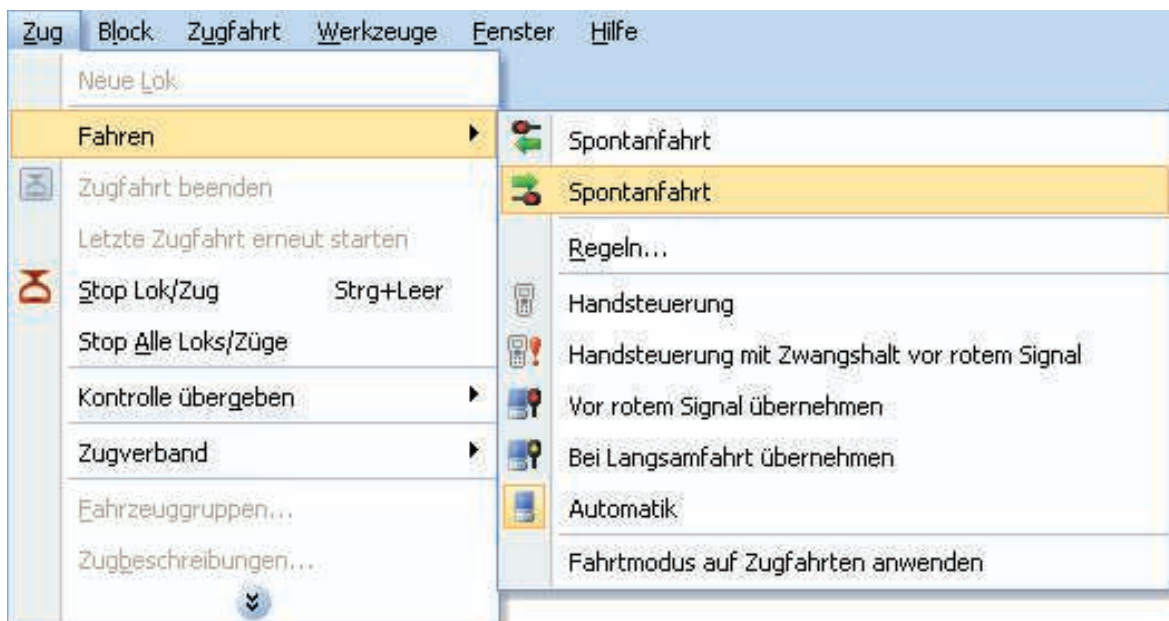 Zug Block Zugfahrt Werkzeuge Fenster Hilfe
Neue Lok
Fahren
Zugfahrt beenden
Letzte Zugfahrt erneut starten
Stop Lok/Zug Strg+Leer
Stop Alle Loks/Züge
Kontrolle übergeben
Zugverband
Fahrzeuggruppen...
Zugbeschreibungen...
Spontanfahrt
Spontanfahrt
Regeln...
Handsteuerung
Handsteuerung mit Zwangshalt vor rotem Signal
Vor rotem Signal übernehmen
Bei Langsamfahrt übernehmen
Automatik
Fahrtmodus auf Zugfahrten anwenden